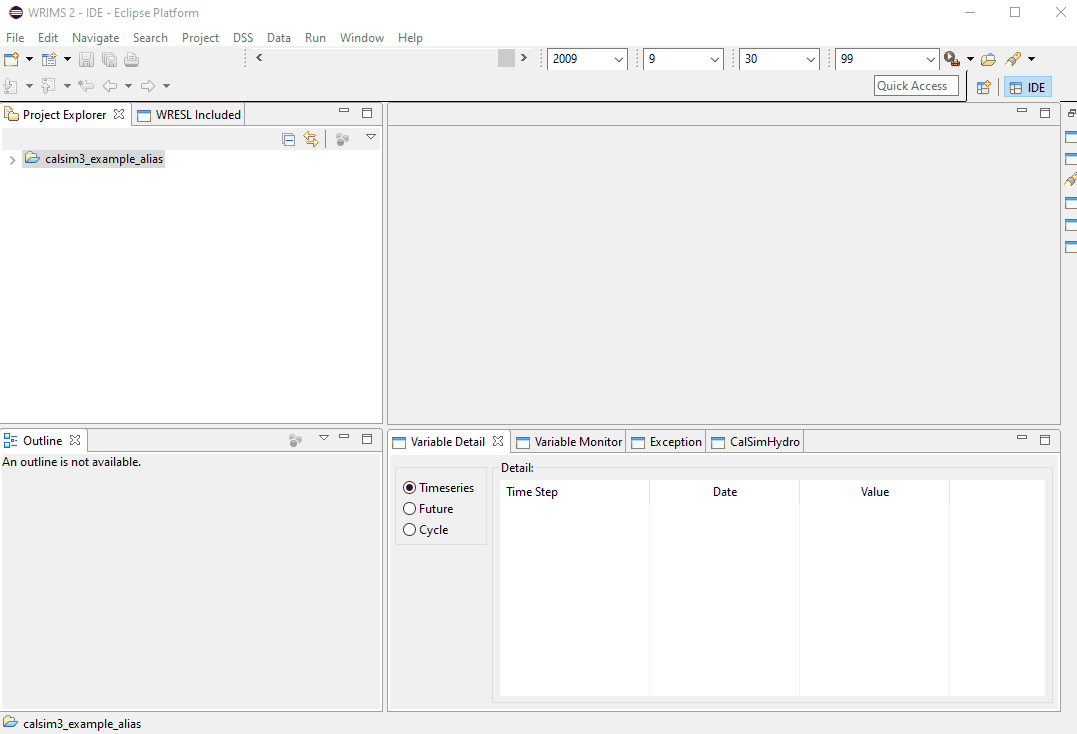 WRIMS 2 - IDE - Eclipse Platform
File Edit Navigate Search Project DSS Data Run Window Help
2009 9 30 99
Quick Access IDE
Project Explorer WRESL Included
calsim3_example_alias
Outline
An outline is not available.
Variable Detail Variable Monitor Exception CalSimHydro
Timeseries
Future
Cycle
Detail:
Time Step Date Value
calsim3_example_alias